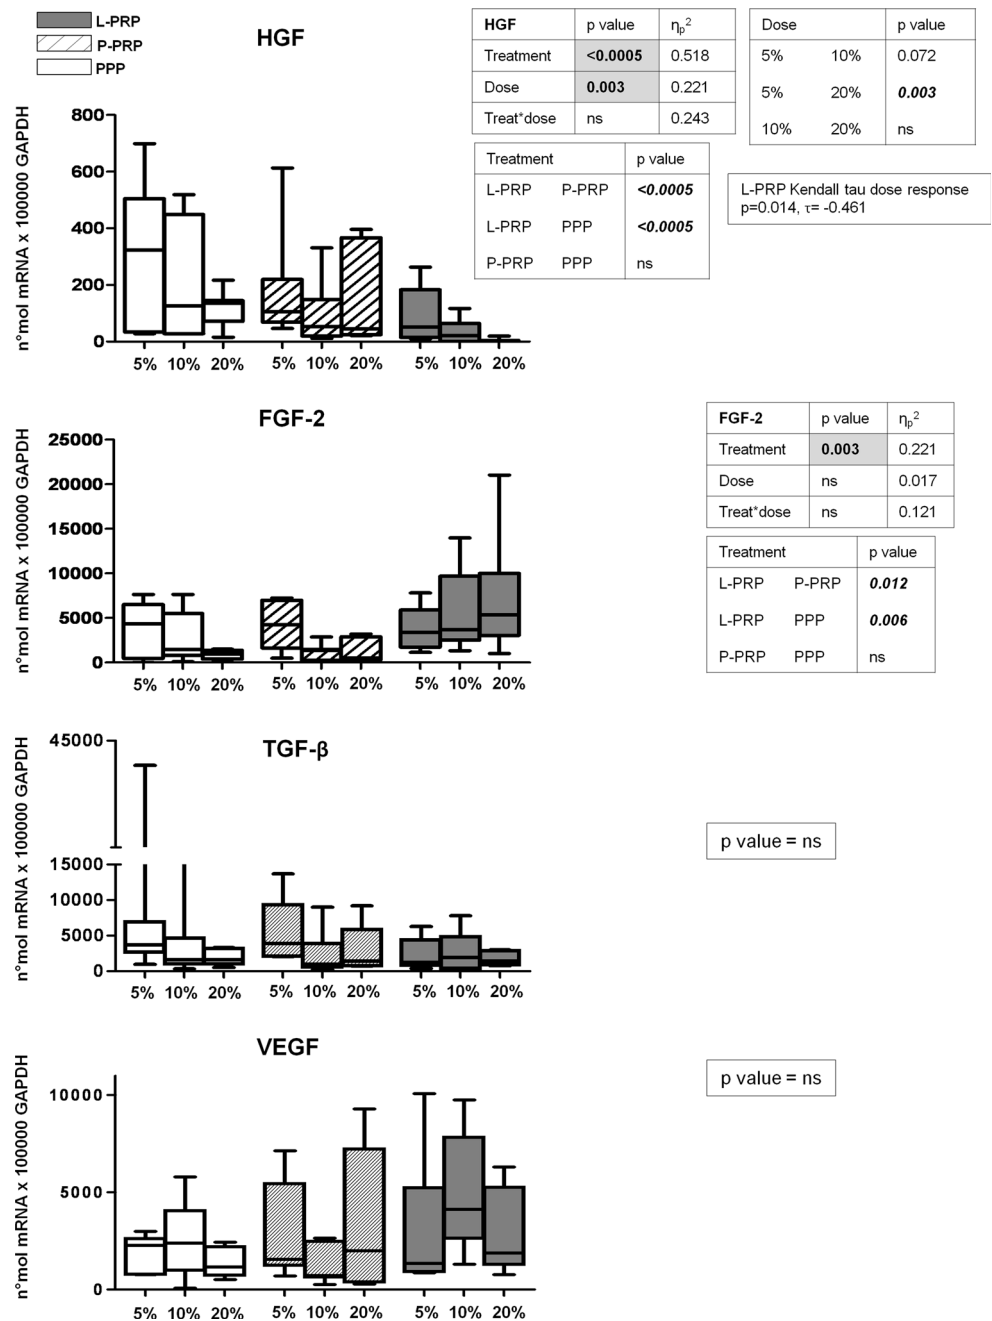 L-PRP
P-PRP
PPP
HGF
HGF p value ηp²
Treatment <0.0005 0.518
Dose 0.003 0.221
Treat*dose ns 0.243
Dose p value
5% 10% 0.072
5% 20% 0.003
10% 20% ns
Treatment p value
L-PRP P-PRP <0.0005
L-PRP PPP <0.0005
P-PRP PPP ns
L-PRP Kendall tau dose response
p=0.014, τ= -0.461
n°mol mRNA x 100000 GAPDH
800
600
400
200
0
5% 10% 20% 5% 10% 20% 5% 10% 20%
FGF-2
n°mol mRNA x 100000 GAPDH
25000
20000
15000
10000
5000
0
5% 10% 20% 5% 10% 20% 5% 10% 20%
FGF-2 p value ηp²
Treatment 0.003 0.221
Dose ns 0.017
Treat*dose ns 0.121
Treatment p value
L-PRP P-PRP 0.012
L-PRP PPP 0.006
P-PRP PPP ns
TGF-β
n°mol mRNA x 100000 GAPDH
45000
15000
10000
5000
0
5% 10% 20% 5% 10% 20% 5% 10% 20%
p value = ns
VEGF
n°mol mRNA x 100000 GAPDH
10000
5000
0
5% 10% 20% 5% 10% 20% 5% 10% 20%
p value = ns